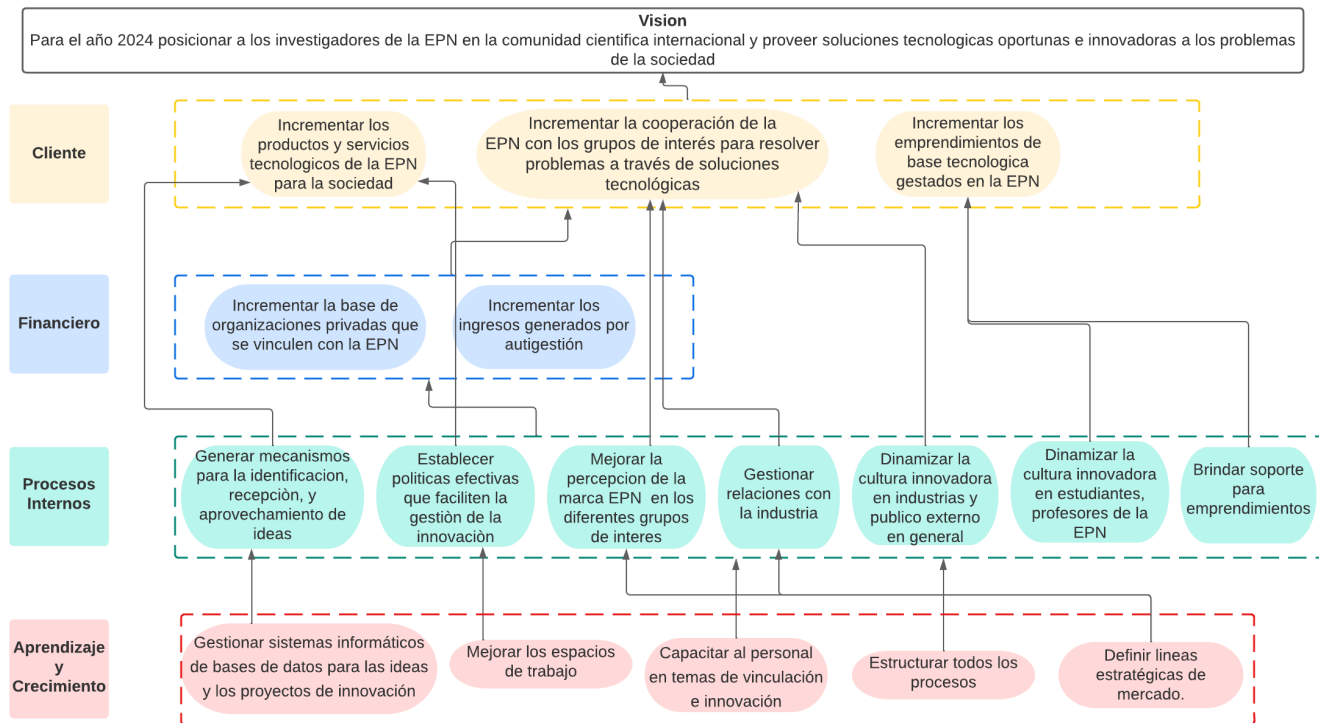 Vision
Para el año 2024 posicionar a los investigadores de la EPN en la comunidad cientifica internacional y proveer soluciones tecnologicas oportunas e innovadoras a los problemas
de la sociedad
Cliente
Incrementar los
productos y servicios
tecnologicos de la EPN
para la sociedad
Incrementar la cooperación de la
EPN con los grupos de interés para resolver
problemas a través de soluciones
tecnológicas
Incrementar los
emprendimientos de
base tecnologica
gestados en la EPN
Financiero
Incrementar la base de
organizaciones privadas que
se vinculen con la EPN
Incrementar los
ingresos generados por
autigestión
Procesos
Internos
Generar mecanismos
para la identificacion,
recepciòn, y
aprovechamiento de
ideas
Establecer
politicas efectivas
que faciliten la
gestiòn de la
innovaciòn
Mejorar la
percepcion de la
marca EPN en los
diferentes grupos
de interes
Gestionar
relaciones con la
industria
Dinamizar la
cultura innovadora
en industrias y
publico externo
en general
Dinamizar la
cultura innovadora
en estudiantes,
profesores de la
EPN
Brindar soporte
para
emprendimientos
Aprendizaje
y
Crecimiento
Gestionar sistemas informáticos
de bases de datos para las ideas
y los proyectos de innovación
Mejorar los espacios
de trabajo
Capacitar al personal
en temas de vinculación
e innovación
Estructurar todos los
procesos
Definir lineas
estratégicas de
mercado.